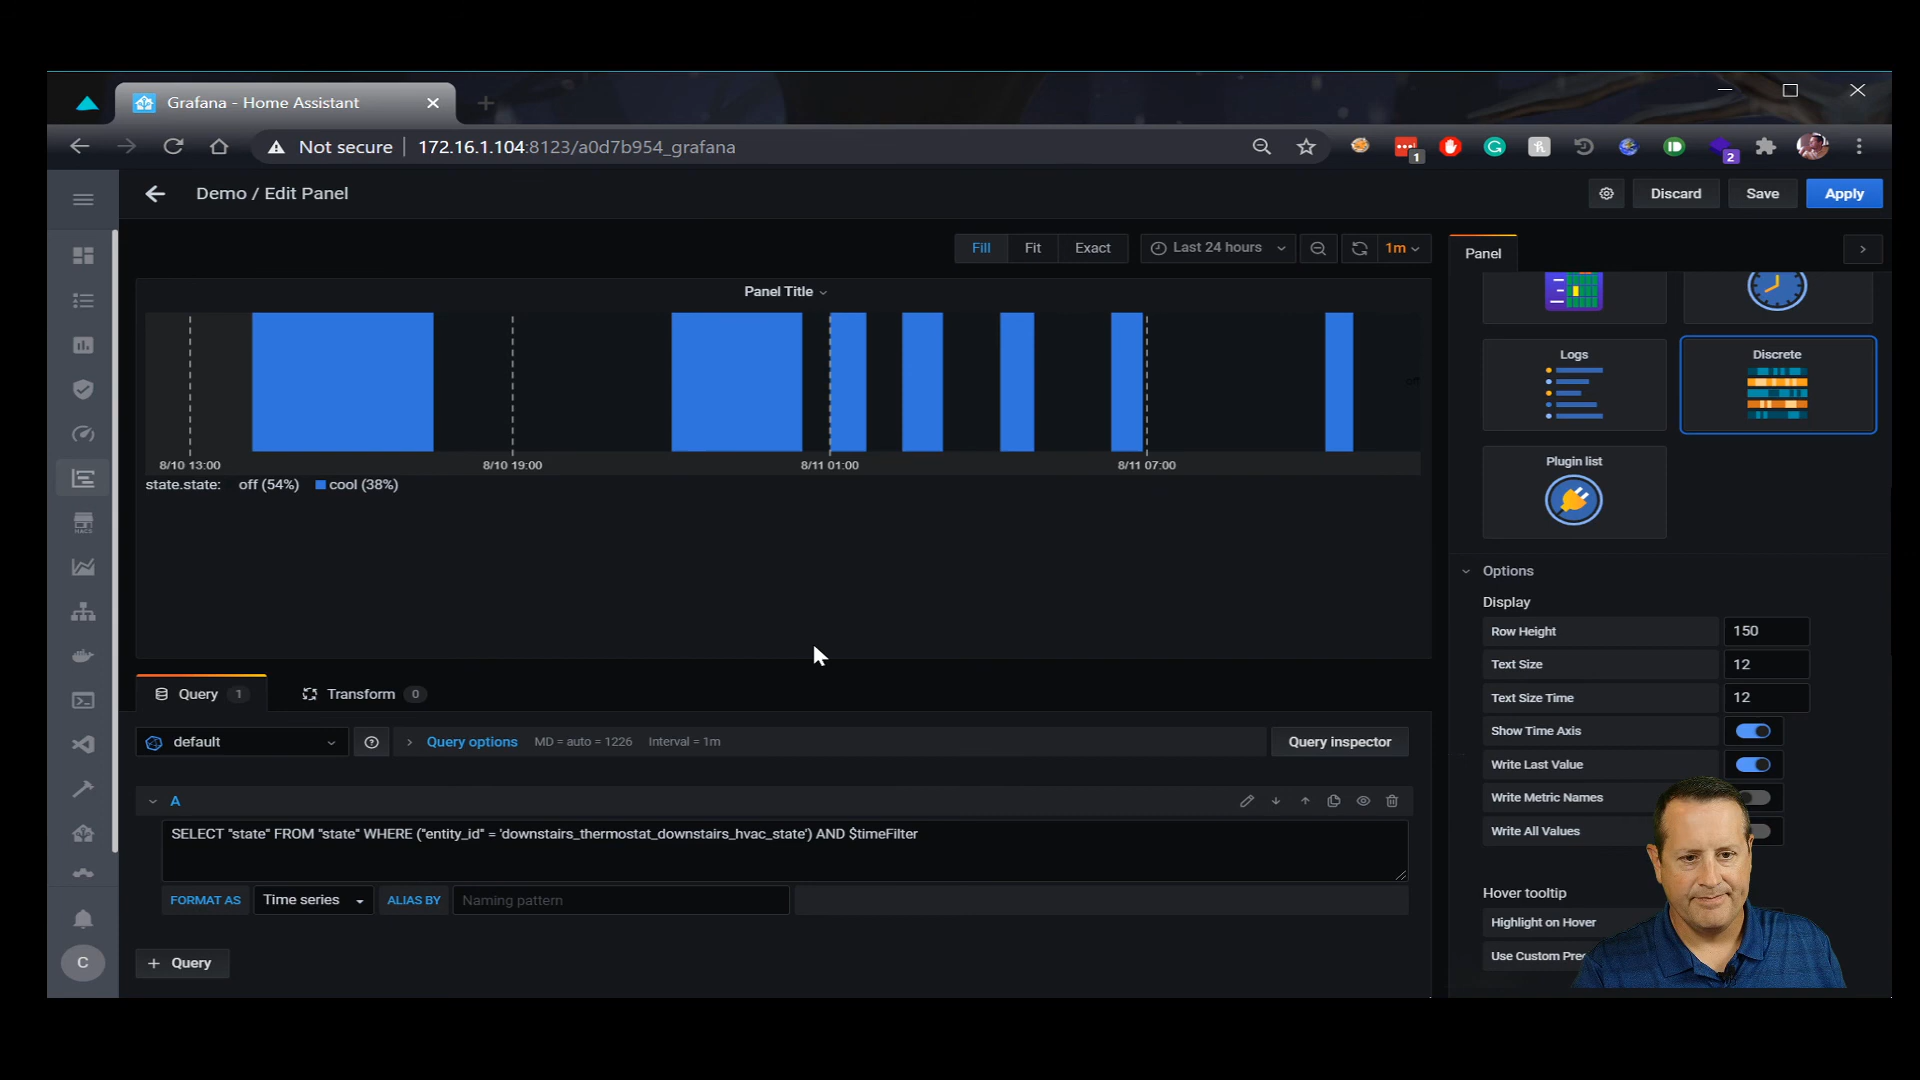 Grafana - Home Assistant
Not secure | 172.16.1.104:8123/a0d7b954_grafana
1
2
Demo / Edit Panel
Discard
Save
Apply
Fill
Fit
Exact
Last 24 hours
1m
Panel
Panel Title
8/10 13:00
8/10 19:00
8/11 01:00
8/11 07:00
state.state: off (54%) cool (38%)
Logs
Discrete
Plugin list
HACS
Options
Display
Row Height 150
Text Size 12
Text Size Time 12
Show Time Axis
Write Last Value
Write Metric Names
Write All Values
Hover tooltip
Highlight on Hover
Use Custom
Query 1
Transform 0
default
Query options MD = auto = 1226 Interval = 1m
Query inspector
A
SELECT "state" FROM "state" WHERE ("entity_id" = 'downstairs_thermostat_downstairs_hvac_state') AND $timeFilter
FORMAT AS Time series ALIAS BY Naming pattern
+ Query
C